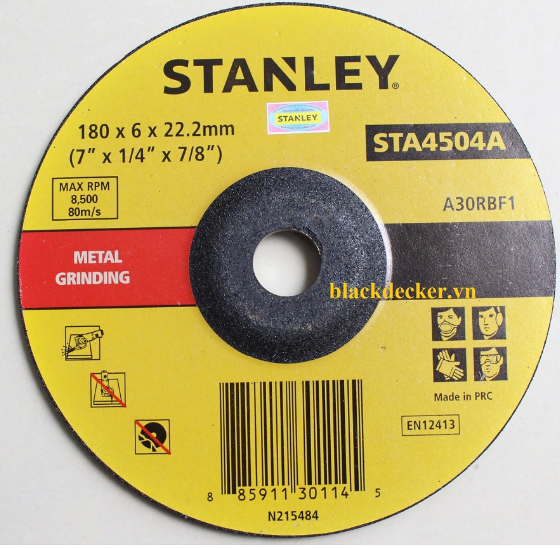 STANLEY®
STANLEY
180 x 6 x 22.2mm
(7” x 1/4” x 7/8”)
STA4504A
MAX RPM
8,500
80m/s
A30RBF1
METAL
GRINDING
blackdecker.vn
Made in PRC
EN12413
8 85911 30114 5
N215484